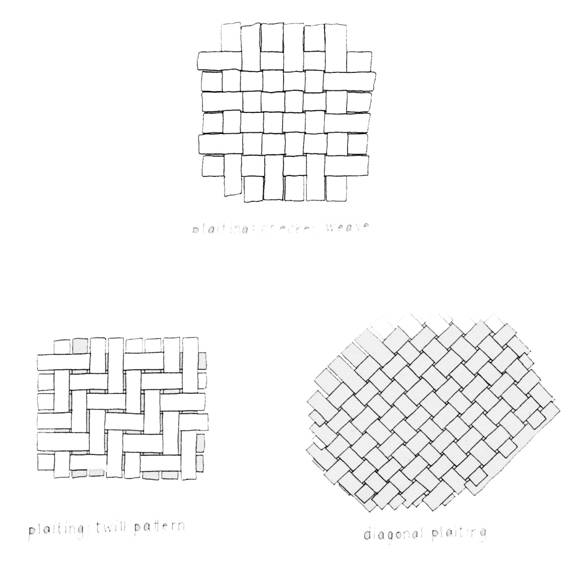 plaiting: checker weave
plaiting: twill pattern
diagonal plaiting